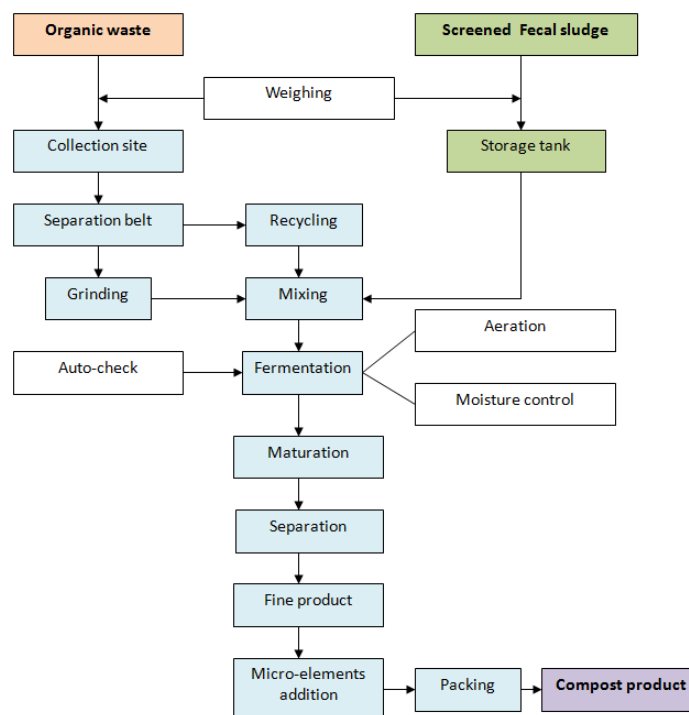 Organic waste
Screened Fecal sludge
Weighing
Collection site
Storage tank
Separation belt
Recycling
Grinding
Mixing
Aeration
Auto-check
Fermentation
Moisture control
Maturation
Separation
Fine product
Micro-elements
addition
Packing
Compost product